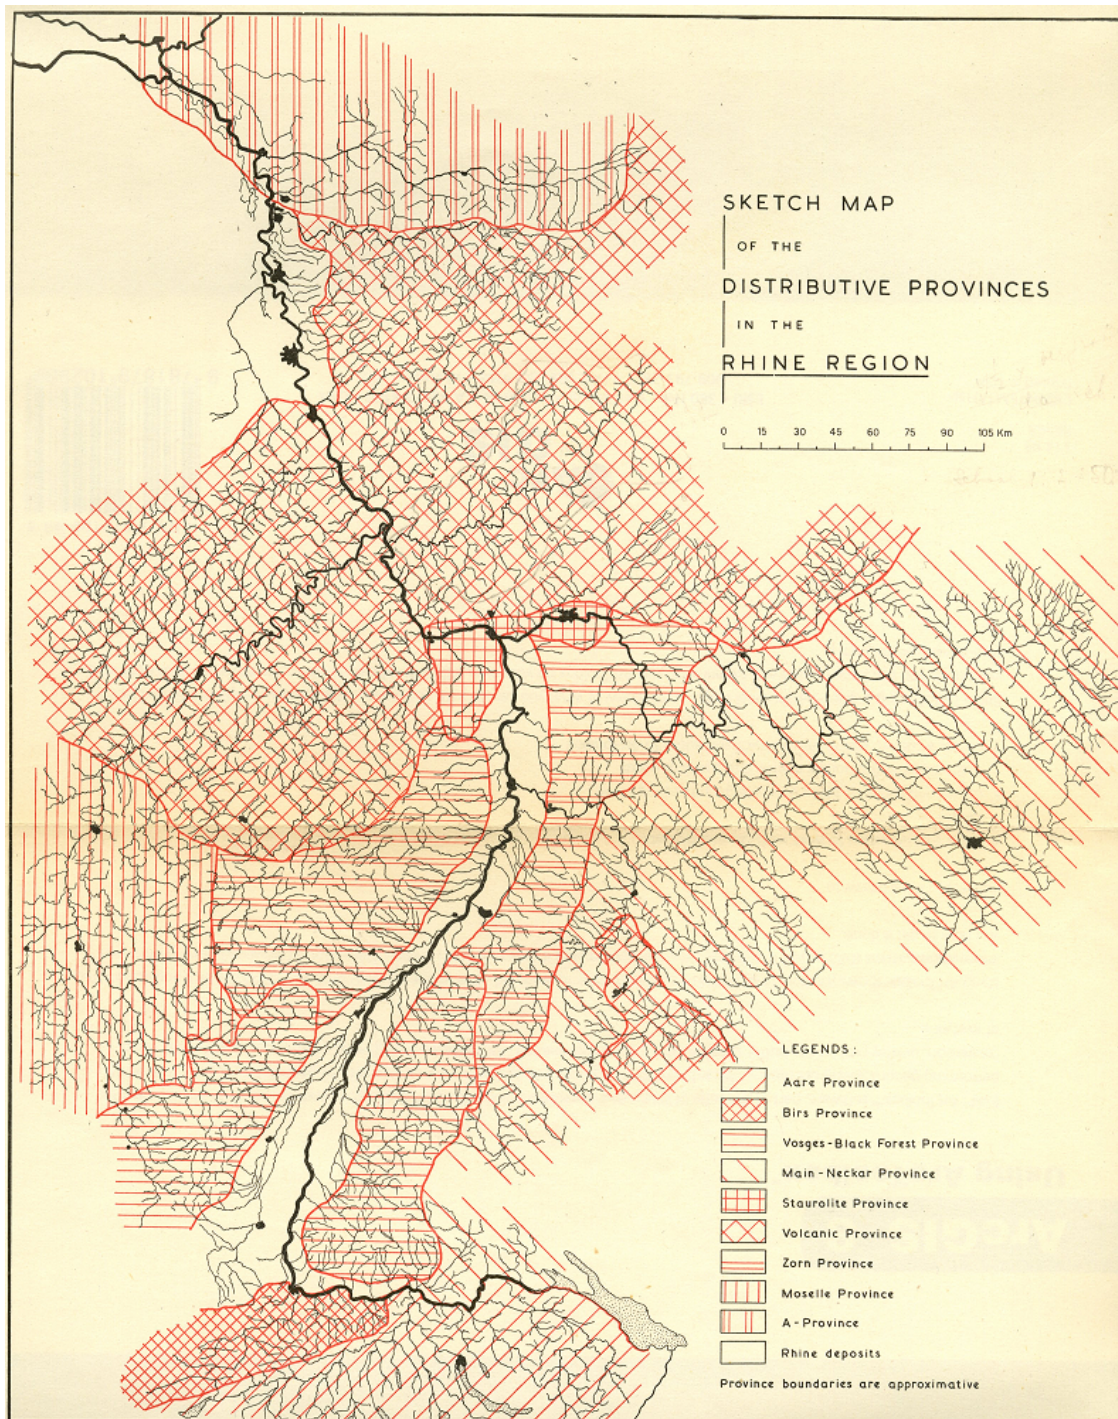 SKETCH MAP
OF THE
DISTRIBUTIVE PROVINCES
IN THE
RHINE REGION
0 15 30 45 60 75 90 105 Km
LEGENDS:
Aare Province
Birs Province
Vosges-Black Forest Province
Main-Neckar Province
Staurolite Province
Volcanic Province
Zorn Province
Moselle Province
A-Province
Rhine deposits
Province boundaries are approximative